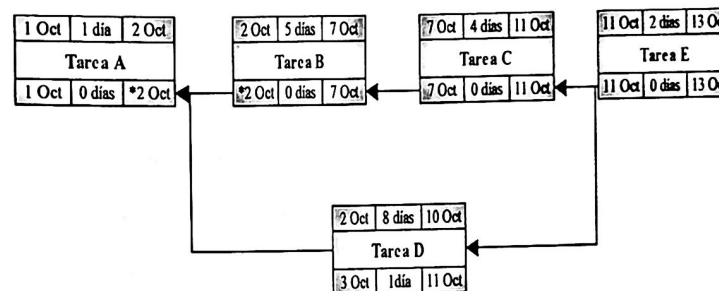 1 Oct 1 día 2 Oct
Tarea A
1 Oct 0 días *2 Oct
2 Oct 5 días 7 Oct
Tarea B
*2 Oct 0 días 7 Oct
7 Oct 4 días 11 Oct
Tarea C
7 Oct 0 días 11 Oct
11 Oct 2 días 13 Oct
Tarea E
11 Oct 0 días 13 Oct
2 Oct 8 días 10 Oct
Tarea D
3 Oct 1día 11 Oct